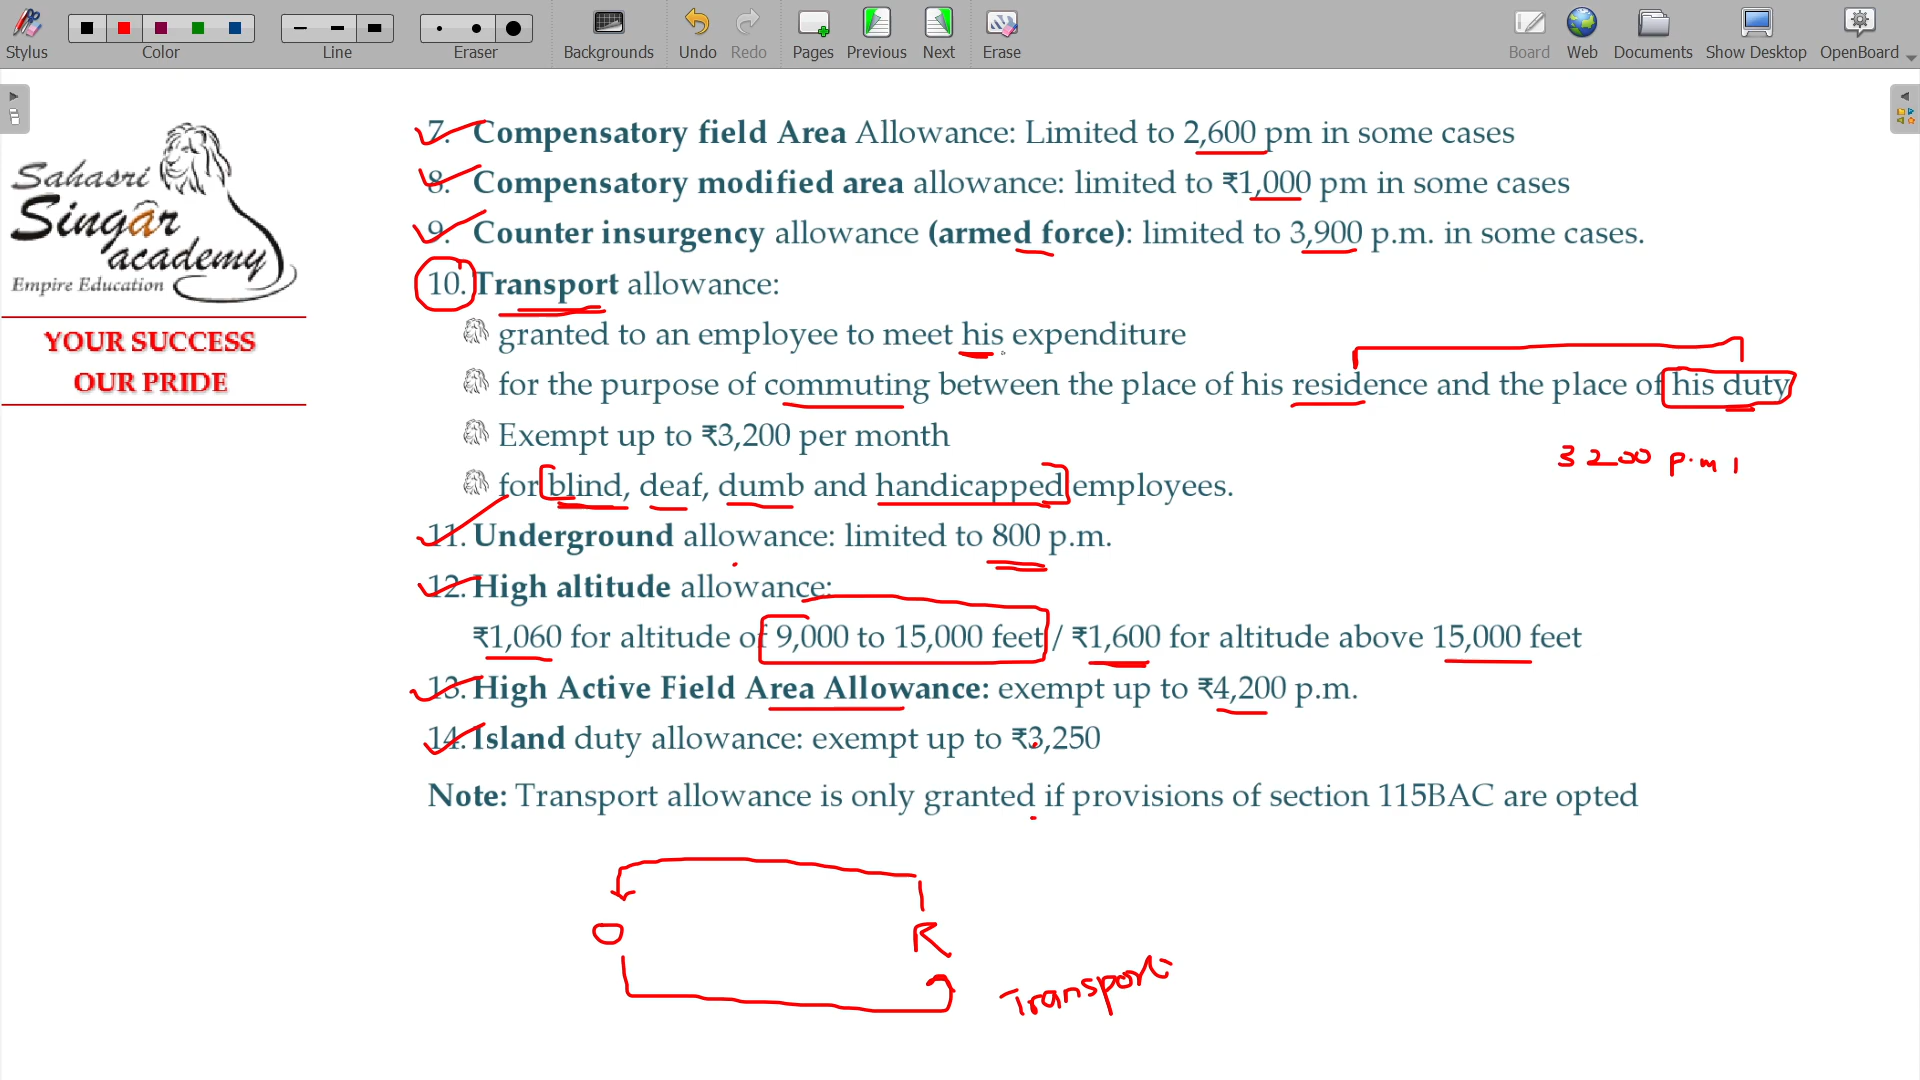 Stylus Color Line Eraser Backgrounds Undo Redo Pages Previous Next Erase Board Web Documents Show Desktop OpenBoard
Sahasri
Singar
academy
Empire Education
YOUR SUCCESS
OUR PRIDE
7. Compensatory field Area Allowance: Limited to 2,600 pm in some cases
8. Compensatory modified area allowance: limited to ₹1,000 pm in some cases
9. Counter insurgency allowance (armed force): limited to 3,900 p.m. in some cases.
10. Transport allowance:
granted to an employee to meet his expenditure
for the purpose of commuting between the place of his residence and the place of his duty
Exempt up to ₹3,200 per month
3200 p.m
for blind, deaf, dumb and handicapped employees.
11. Underground allowance: limited to 800 p.m.
12. High altitude allowance:
₹1,060 for altitude of 9,000 to 15,000 feet / ₹1,600 for altitude above 15,000 feet
13. High Active Field Area Allowance: exempt up to ₹4,200 p.m.
14. Island duty allowance: exempt up to ₹3,250
Note: Transport allowance is only granted if provisions of section 115BAC are opted
O R
Transport